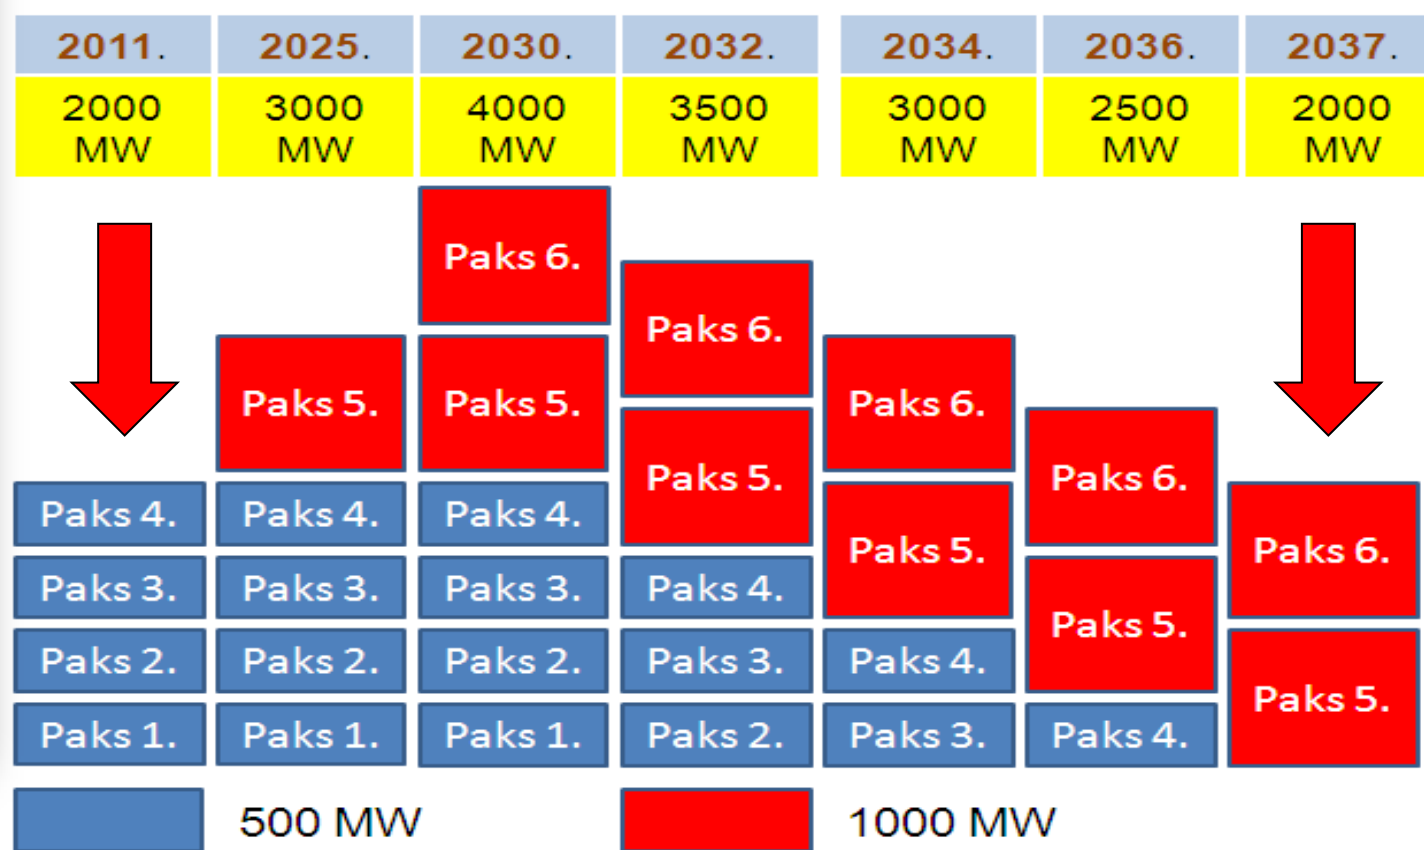 2011. 2025. 2030. 2032. 2034. 2036. 2037.
2000 3000 4000 3500 3000 2500 2000
MW MW MW MW MW MW MW
Paks 6.
Paks 6.
Paks 5. Paks 5. Paks 6.
Paks 5. Paks 6.
Paks 4. Paks 4. Paks 4.
Paks 5. Paks 6.
Paks 3. Paks 3. Paks 3. Paks 4.
Paks 5.
Paks 2. Paks 2. Paks 2. Paks 3. Paks 4.
Paks 5.
Paks 1. Paks 1. Paks 1. Paks 2. Paks 3. Paks 4.
500 MW 1000 MW